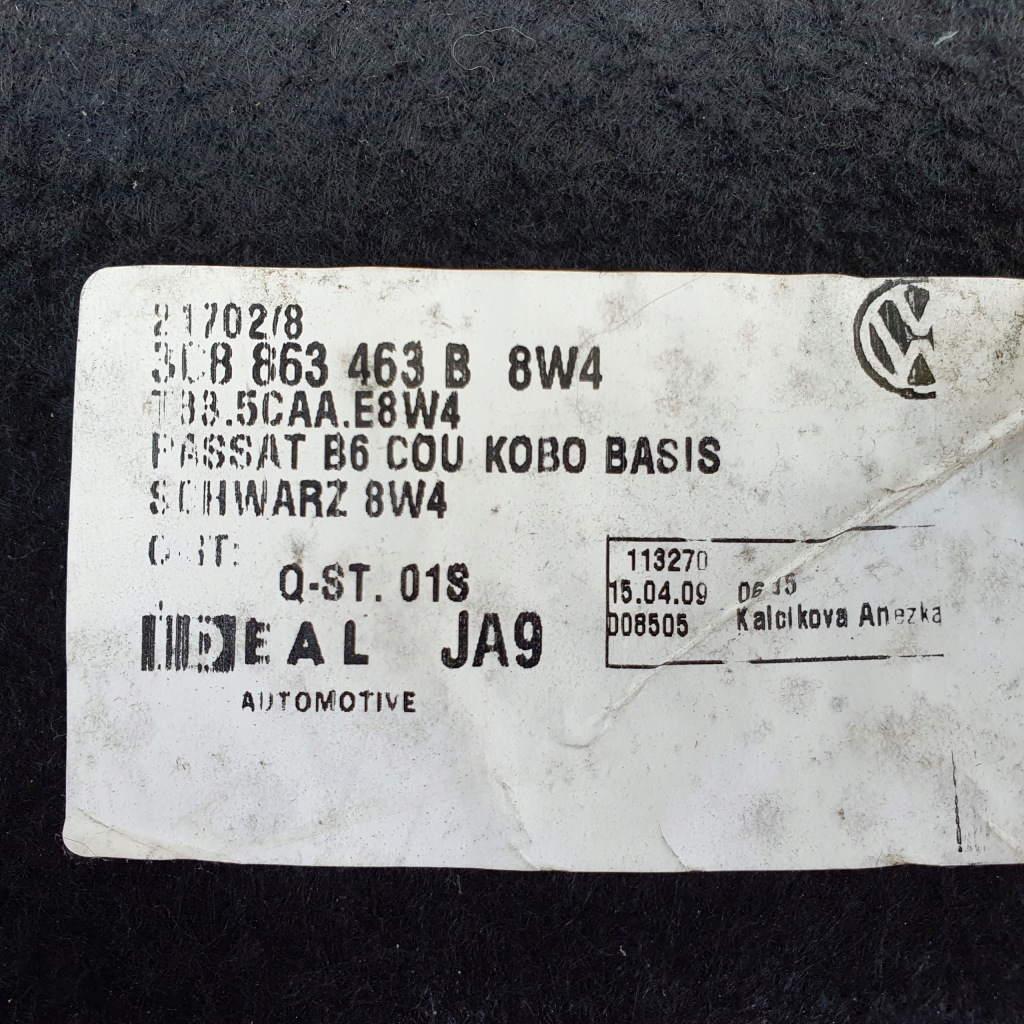 21702/8
3C8 863 463 B 8W4
.5CAA.E8W4
PASSAT B6 COU KOBO BASIS
SCHWARZ 8W4
Q-ST:
Q-ST. 01S
IDEAL JA9
AUTOMOTIVE
113270
15.04.09
D08505 Kalcikova Anezka